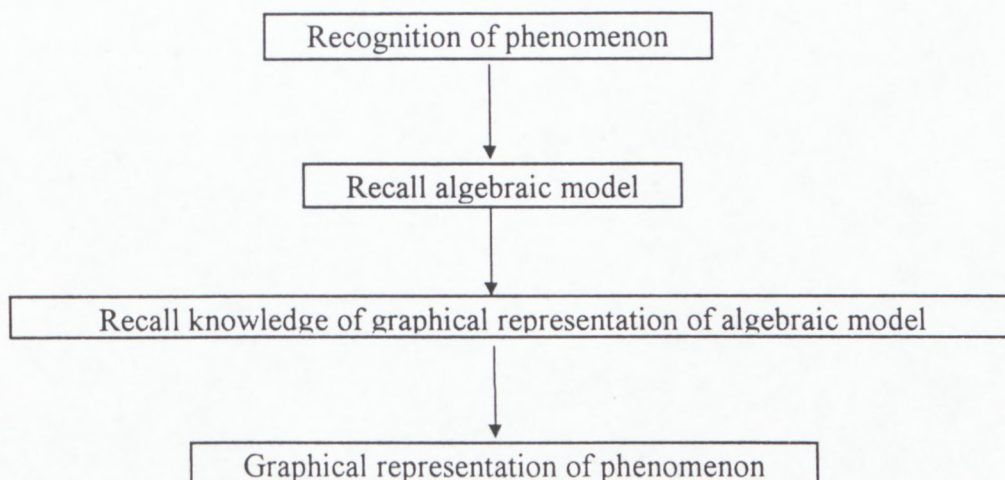 Recognition of phenomenon
Recall algebraic model
Recall knowledge of graphical representation of algebraic model
Graphical representation of phenomenon